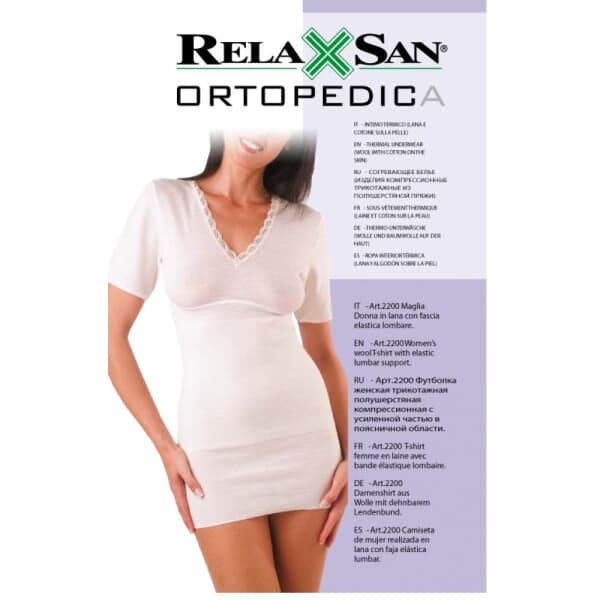 RELAXSAN®
ORTOPEDICA
IT - INTIMO TERMICO (LANA E
COTONE SULLA PELLE)
EN - THERMAL UNDERWEAR
(WOOL WITH COTTON ONTHE
SKIN)
RU - СОГРЕВАЮЩЕЕ БЕЛЬЕ
(ИЗДЕЛИЯ КОМПРЕССИОННЫЕ
ТРИКОТАЖНЫЕ ИЗ
ПОЛУШЕРСТЯНОЙ ПРЯЖИ)
FR - SOUS-VÊTEMENT THERMIQUE
(LAINE ET COTON SUR LA PEAU)
DE - THERMO-UNTERWÄSCHE
(WOLLE UND BAUMWOLLE AUF DER
HAUT)
ES - ROPA INTERIOR TÉRMICA
(LANA Y ALGODÓN SOBRE LA PIEL)
IT - Art.2200 Maglia
Donna in lana con fascia
elastica lombare.
EN - Art.2200 Women's
wool T-shirt with elastic
lumbar support.
RU - Арт.2200 Футболка
женская трикотажная
полушерстяная
компрессионная с
усиленной частью в
поясничной области.
FR - Art.2200 T-shirt
femme en laine avec
bande élastique lombaire.
DE - Art.2200
Damenshirt aus
Wolle mit dehnbarem
Lendenbund.
ES - Art.2200 Camiseta
de mujer realizada en
lana con faja elástica
lumbar.